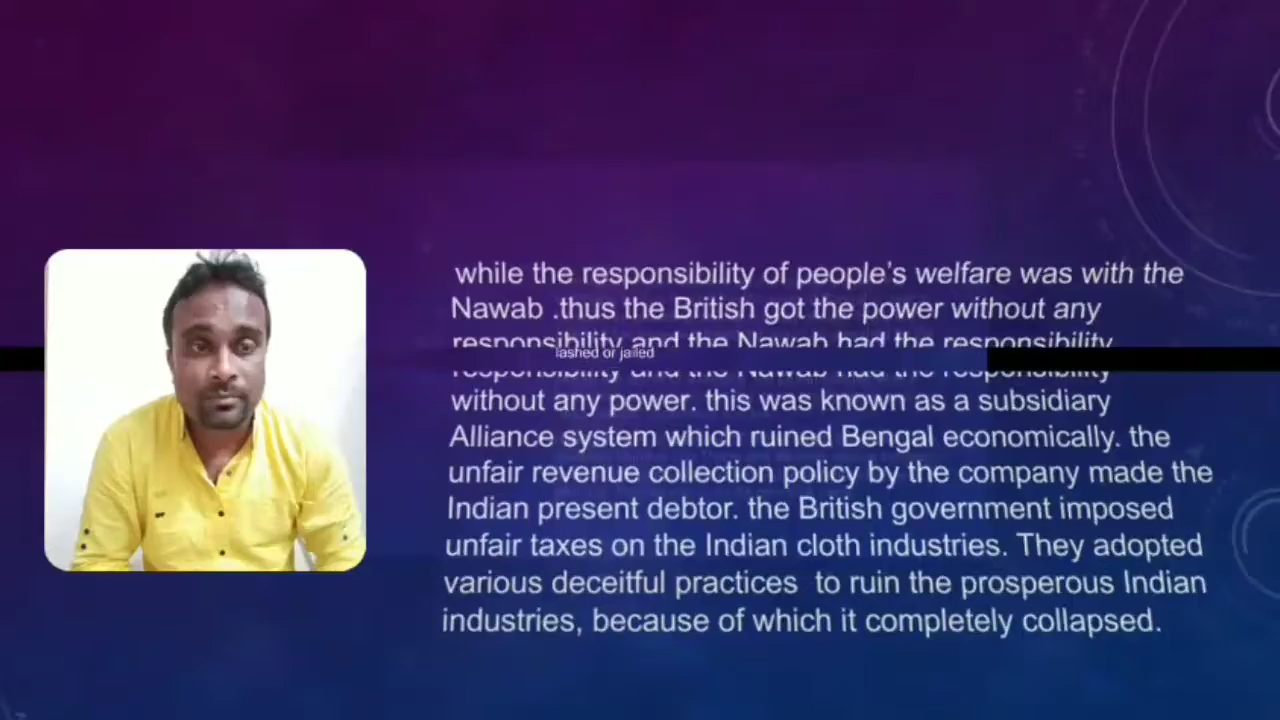 while the responsibility of people's welfare was with the
Nawab .thus the British got the power without any
responsibility and the Nawab had the responsibility
lashed or jailed
without any power. this was known as a subsidiary
Alliance system which ruined Bengal economically. the
unfair revenue collection policy by the company made the
Indian present debtor. the British government imposed
unfair taxes on the Indian cloth industries. They adopted
various deceitful practices to ruin the prosperous Indian
industries, because of which it completely collapsed.